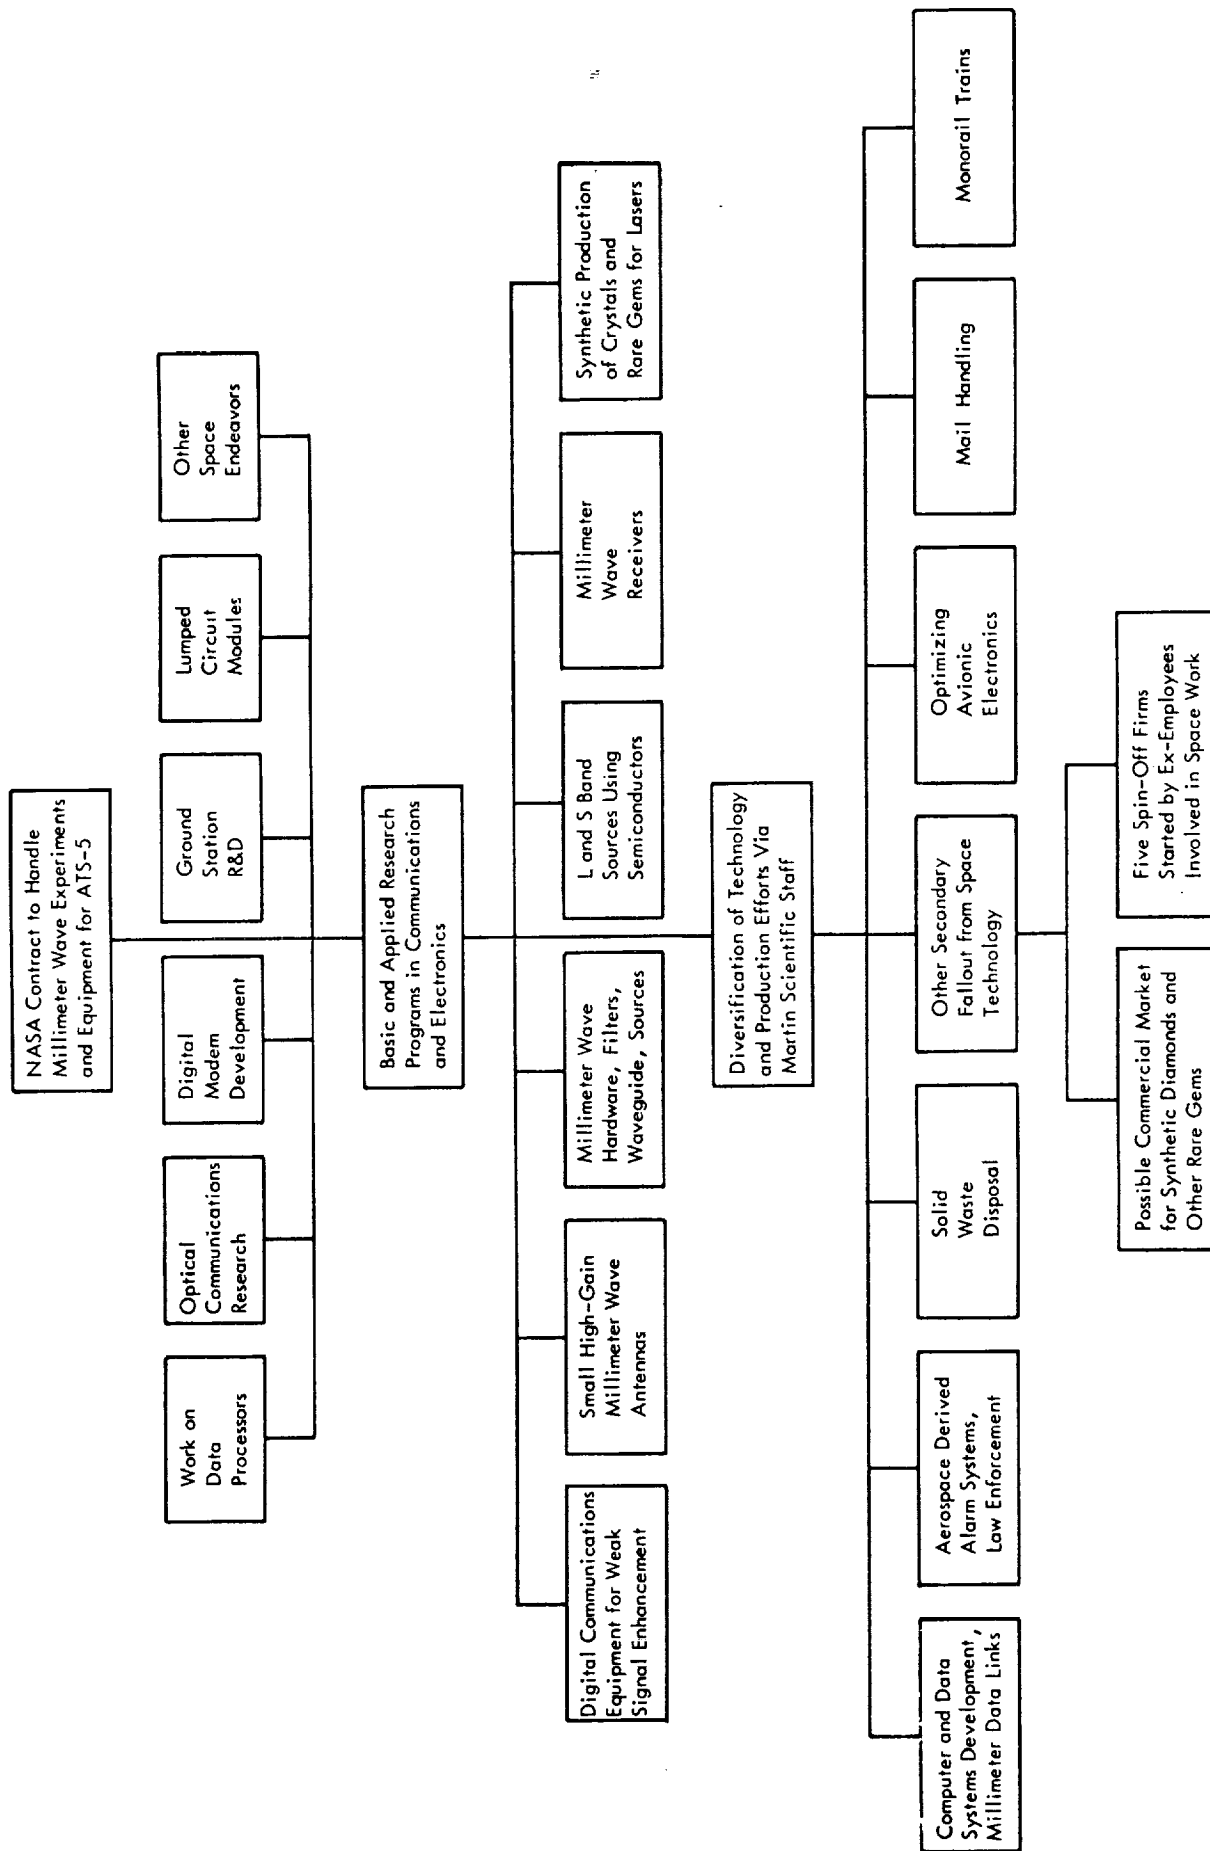 NASA Contract to Handle
Millimeter Wave Experiments
and Equipment for ATS-5
Work on
Data
Processors
Optical
Communications
Research
Digital
Modem
Development
Ground
Station
R&D
Lumped
Circuit
Modules
Other
Space
Endeavors
Basic and Applied Research
Programs in Communications
and Electronics
Digital Communications
Equipment for Weak
Signal Enhancement
Small High-Gain
Millimeter Wave
Antennas
Millimeter Wave
Hardware, Filters,
Waveguide, Sources
L and S Band
Sources Using
Semiconductors
Millimeter
Wave
Receivers
Synthetic Production
of Crystals and
Rare Gems for Lasers
Diversification of Technology
and Production Efforts Via
Martin Scientific Staff
Computer and Data
Systems Development,
Millimeter Data Links
Aerospace Derived
Alarm Systems,
Law Enforcement
Solid
Waste
Disposal
Other Secondary
Fallout from Space
Technology
Optimizing
Avionic
Electronics
Mail Handling
Monorail Trains
Possible Commercial Market
for Synthetic Diamonds and
Other Rare Gems
Five Spin-Off Firms
Started by Ex-Employees
Involved in Space Work